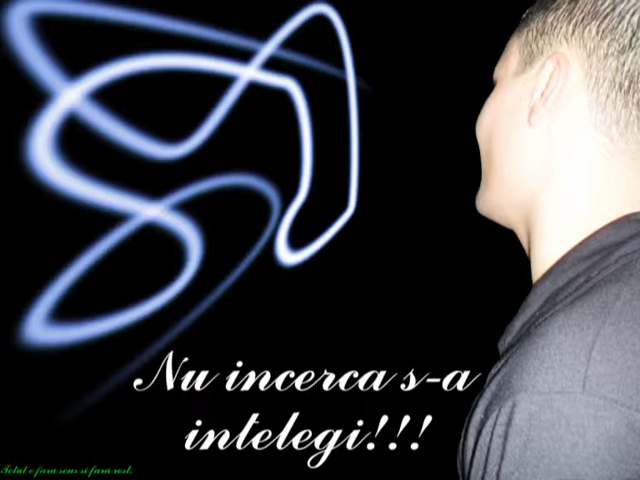 Nu incerca s-a
intelegi!!!
Totul e fara sens si fara rost.